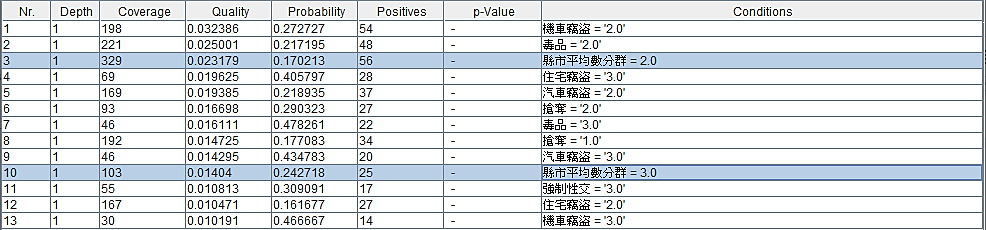 Nr. Depth Coverage Quality Probability Positives p-Value Conditions
1 1 198 0.032386 0.272727 54 - 機車竊盜 = '2.0'
2 1 221 0.025001 0.217195 48 - 毒品 = '2.0'
3 1 329 0.023179 0.170213 56 - 縣市平均數分群 = 2.0
4 1 69 0.019625 0.405797 28 - 住宅竊盜 = '3.0'
5 1 169 0.019385 0.218935 37 - 汽車竊盜 = '2.0'
6 1 93 0.016698 0.290323 27 - 搶奪 = '2.0'
7 1 46 0.016111 0.478261 22 - 毒品 = '3.0'
8 1 192 0.014725 0.177083 34 - 搶奪 = '1.0'
9 1 46 0.014295 0.434783 20 - 汽車竊盜 = '3.0'
10 1 103 0.01404 0.242718 25 - 縣市平均數分群 = 3.0
11 1 55 0.010813 0.309091 17 - 強制性交 = '3.0'
12 1 167 0.010471 0.161677 27 - 住宅竊盜 = '2.0'
13 1 30 0.010191 0.466667 14 - 機車竊盜 = '3.0'